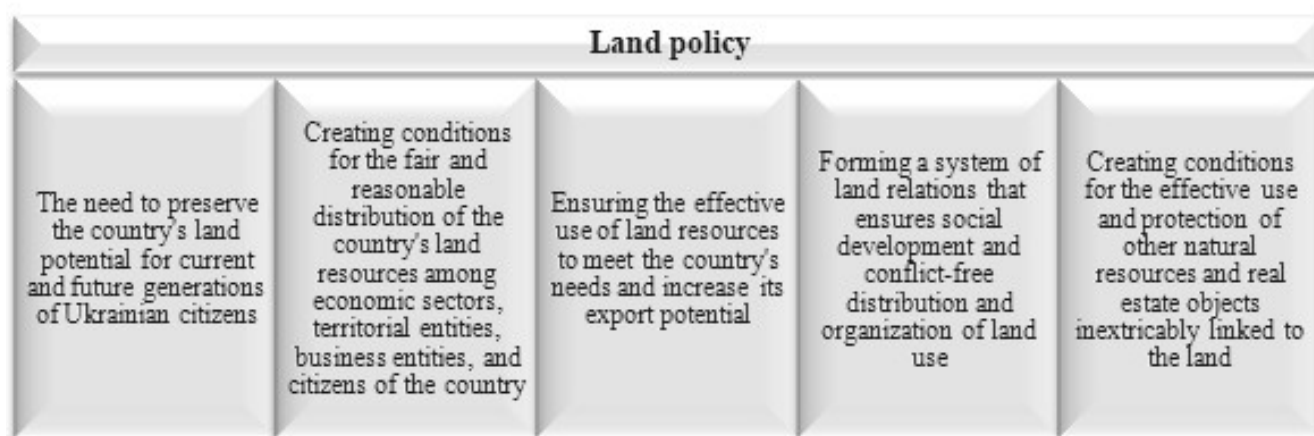 Land policy
The need to preserve
the country's land
potential for current
and future generations
of Ukrainian citizens
Creating conditions
for the fair and
reasonable
distribution of the
country's land
resources among
economic sectors,
territorial entities,
business entities, and
citizens of the country
Ensuring the effective
use of land resources
to meet the country's
needs and increase its
export potential
Forming a system of
land relations that
ensures social
development and
conflict-free
distribution and
organization of land
use
Creating conditions
for the effective use
and protection of
other natural
resources and real
estate objects
inextricably linked to
the land